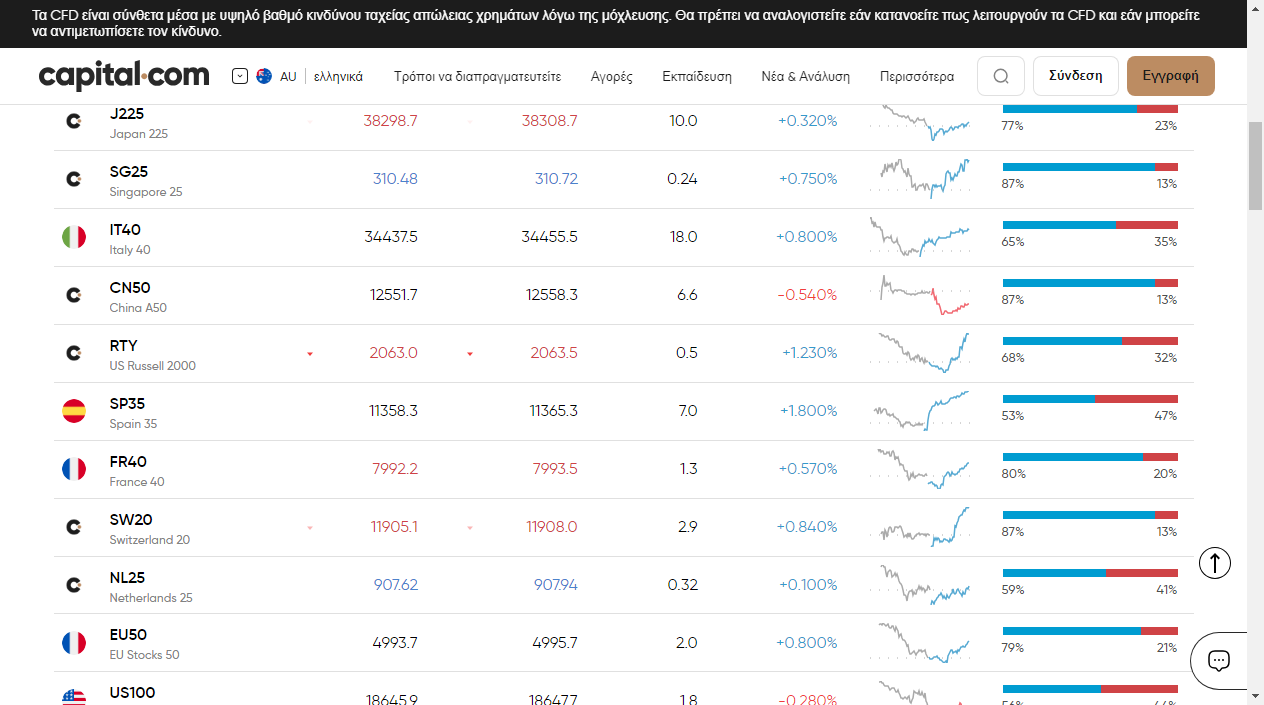 Τα CFD είναι σύνθετα μέσα με υψηλό βαθμό κινδύνου ταχείας απώλειας χρημάτων λόγω της μόχλευσης. Θα πρέπει να αναλογιστείτε εάν κατανοείτε πως λειτουργούν τα CFD και εάν μπορείτε
να αντιμετωπίσετε τον κίνδυνο.
capital.com AU ελληνικά Τρόποι να διαπραγματευτείτε Αγορές Εκπαίδευση Νέα & Ανάλυση Περισσότερα Σύνδεση Εγγραφή
J225 38298.7 38308.7 10.0 +0.320%
Japan 225 77% 23%
SG25 310.48 310.72 0.24 +0.750%
Singapore 25 87% 13%
IT40 34437.5 34455.5 18.0 +0.800%
Italy 40 65% 35%
CN50 12551.7 12558.3 6.6 -0.540%
China A50 87% 13%
RTY 2063.0 2063.5 0.5 +1.230%
US Russell 2000 68% 32%
SP35 11358.3 11365.3 7.0 +1.800%
Spain 35 53% 47%
FR40 7992.2 7993.5 1.3 +0.570%
France 40 80% 20%
SW20 11905.1 11908.0 2.9 +0.840%
Switzerland 20 87% 13%
NL25 907.62 907.94 0.32 +0.100%
Netherlands 25 59% 41%
EU50 4993.7 4995.7 2.0 +0.800%
EU Stocks 50 79% 21%
US100 18645.9 18647.7 1.8 -0.280%